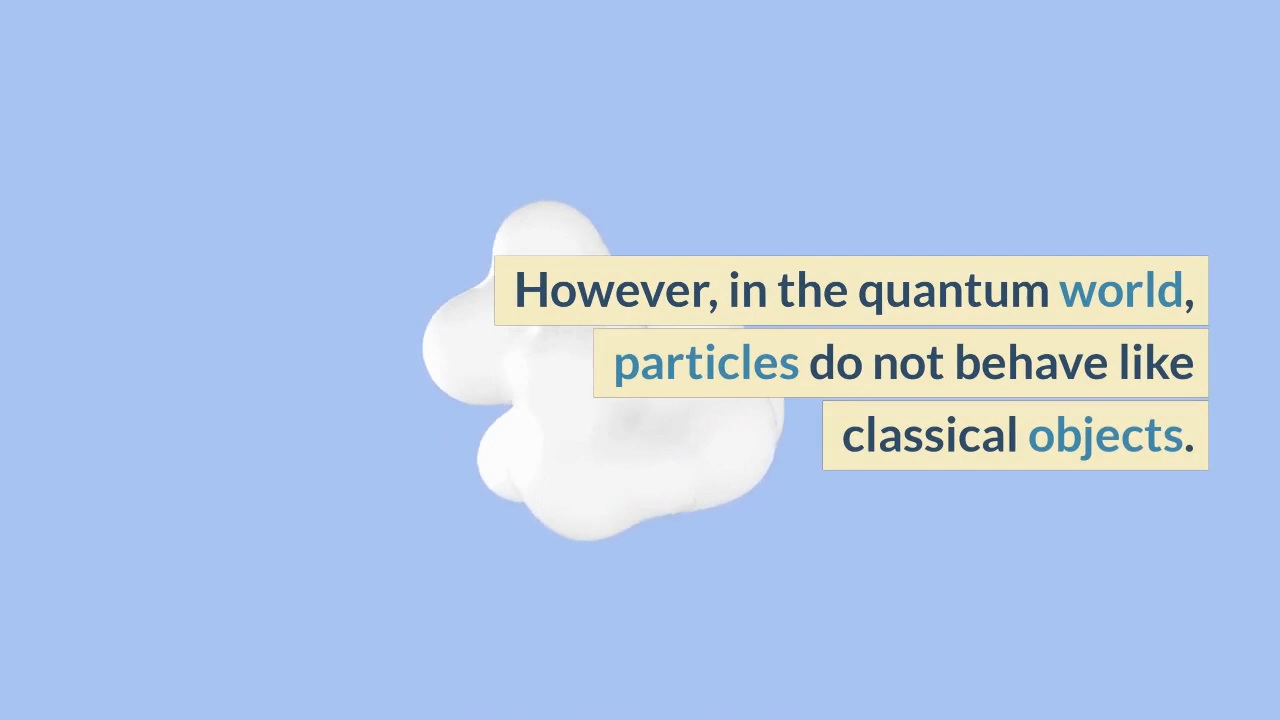 However, in the quantum world,
particles do not behave like
classical objects.